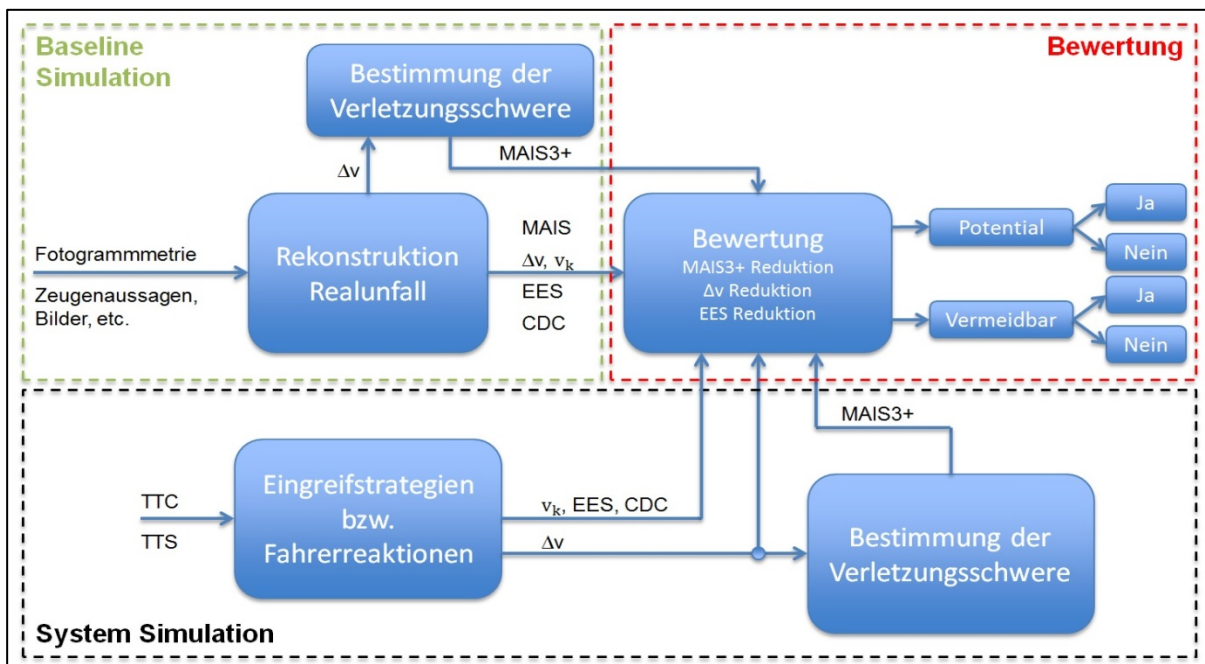 Baseline
Simulation
Bestimmung der
Verletzungsschwere
Bewertung
MAIS3+
Δv
Fotogrammmetrie
Zeugenaussagen,
Bilder, etc.
Rekonstruktion
Realunfall
MAIS
Δv, vₖ
EES
CDC
Bewertung
MAIS3+ Reduktion
Δv Reduktion
EES Reduktion
Potential
Ja
Nein
Vermeidbar
Ja
Nein
MAIS3+
TTC
TTS
Eingreifstrategien
bzw.
Fahrerreaktionen
vₖ, EES, CDC
Δv
Bestimmung der
Verletzungsschwere
System Simulation